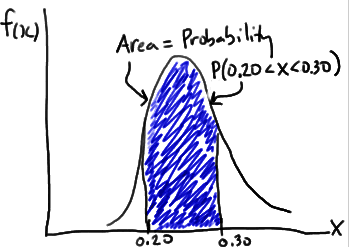 f(x)
Area = Probability
P(0.20 < X < 0.30)
0.20
0.30
X